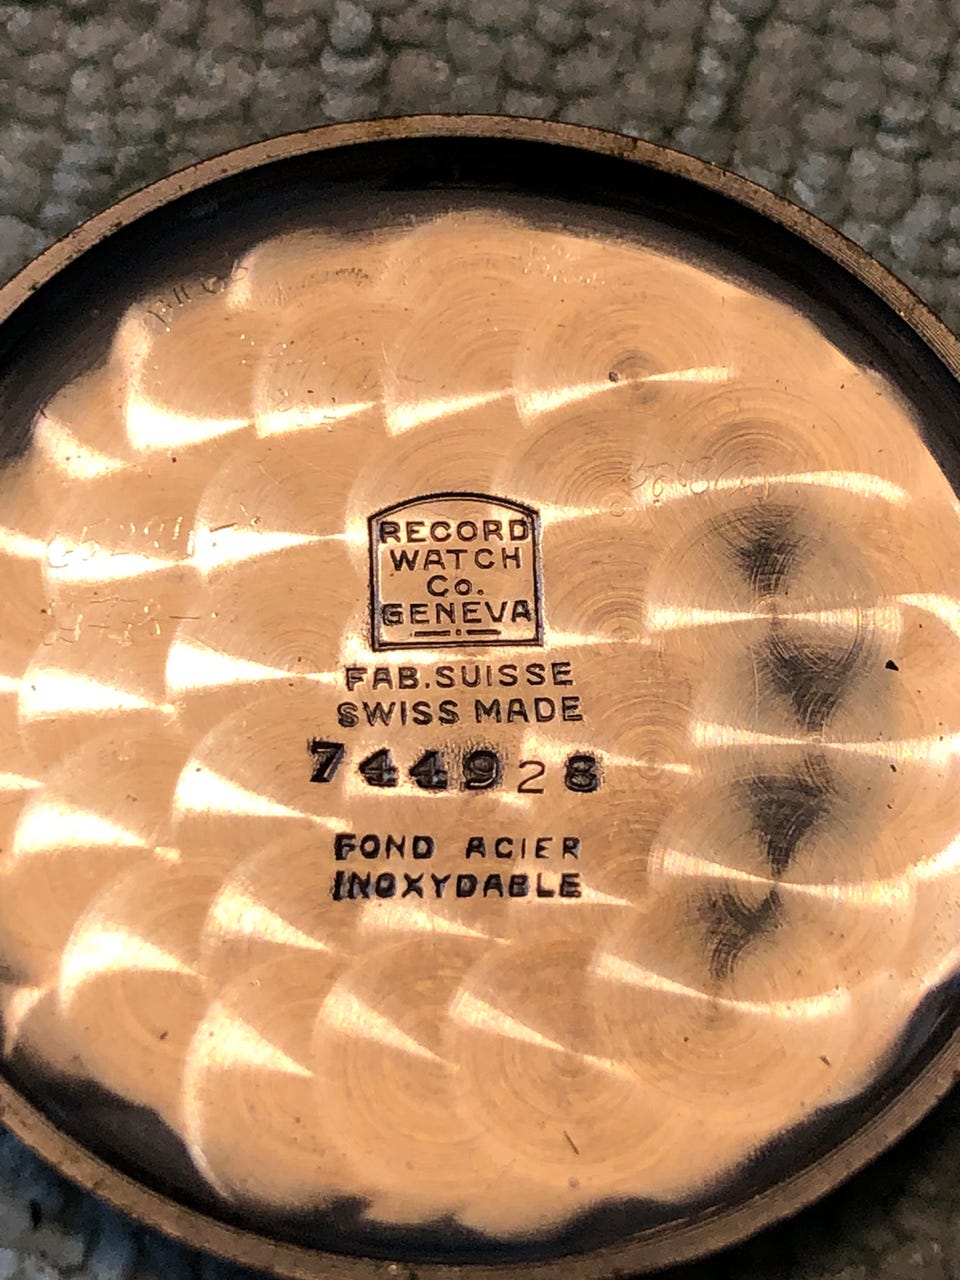 RECORD
WATCH
Co.
GENEVA
FAB. SUISSE
SWISS MADE
744928
FOND ACIER
INOXYDABLE